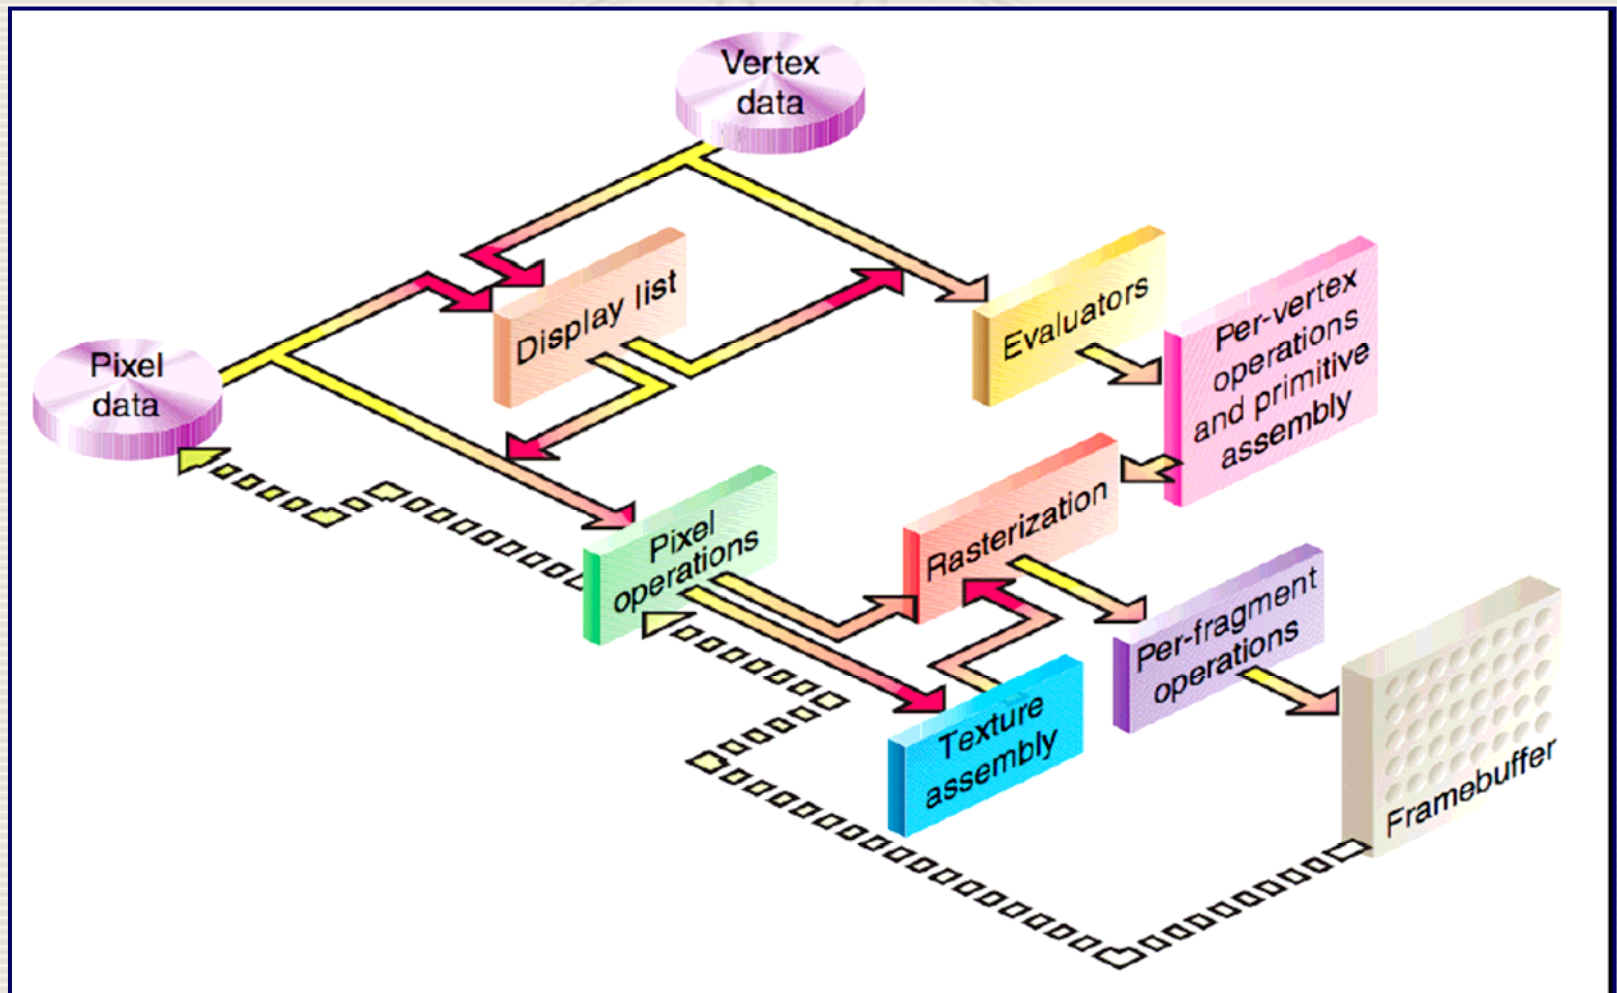 Vertex
data
Display list
Evaluators
Per-vertex
operations
and primitive
assembly
Pixel
data
Pixel
operations
Rasterization
Per-fragment
operations
Texture
assembly
Framebuffer